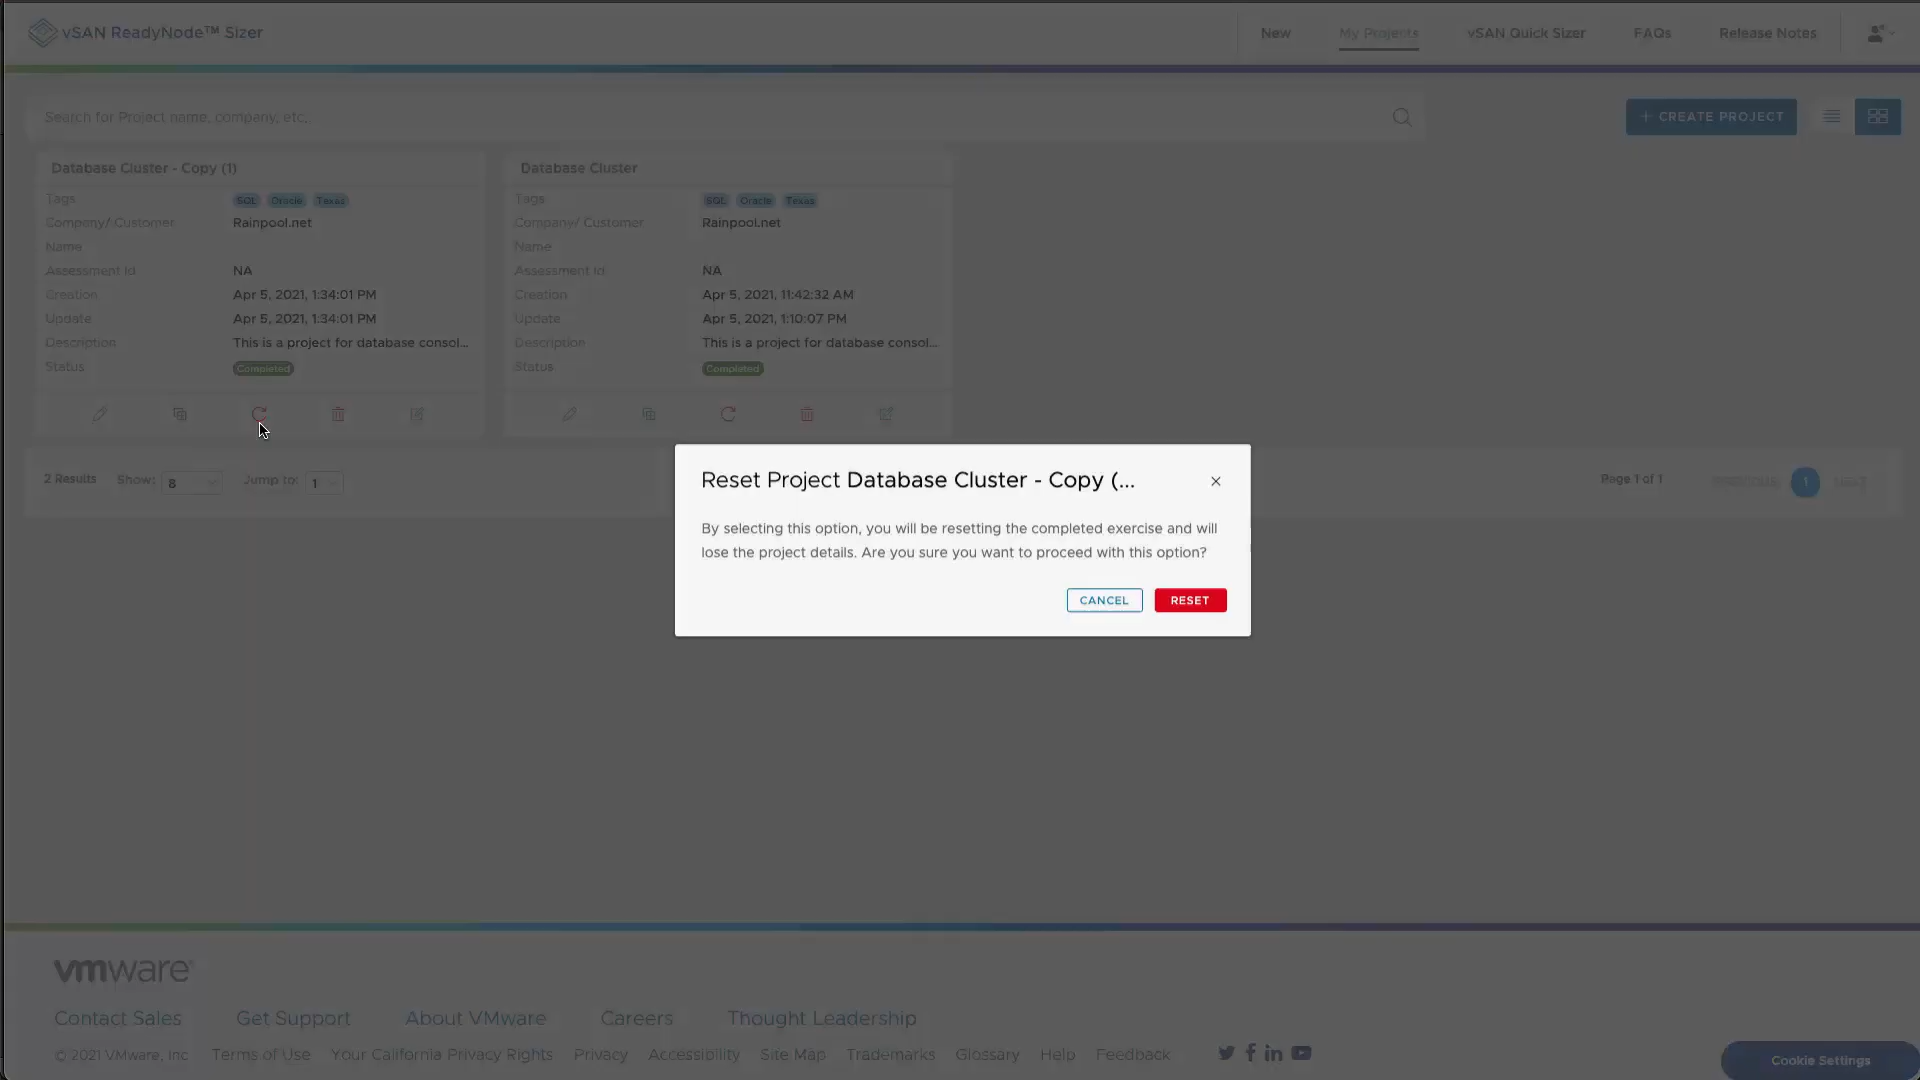 vSAN ReadyNode™ Sizer
New
My Projects
vSAN Quick Sizer
FAQs
Release Notes
Search for Project name, company, etc,
+ CREATE PROJECT
Database Cluster - Copy (1)
Tags SQL Oracle Texas
Company/ Customer Rainpool.net
Name
Assessment Id NA
Creation Apr 5, 2021, 1:34:01 PM
Update Apr 5, 2021, 1:34:01 PM
Description This is a project for database consol...
Status Completed
Database Cluster
Tags SQL Oracle Texas
Company/ Customer Rainpool.net
Name
Assessment Id NA
Creation Apr 5, 2021, 11:42:32 AM
Update Apr 5, 2021, 1:10:07 PM
Description This is a project for database consol...
Status Completed
2 Results Show: 8 Jump to: 1
Page 1 of 1 PREVIOUS 1 NEXT
Reset Project Database Cluster - Copy (...
By selecting this option, you will be resetting the completed exercise and will
lose the project details. Are you sure you want to proceed with this option?
CANCEL RESET
vmware®
Contact Sales Get Support About VMware Careers Thought Leadership
© 2021 VMware, Inc Terms of Use Your California Privacy Rights Privacy Accessibility Site Map Trademarks Glossary Help Feedback
Cookie Settings